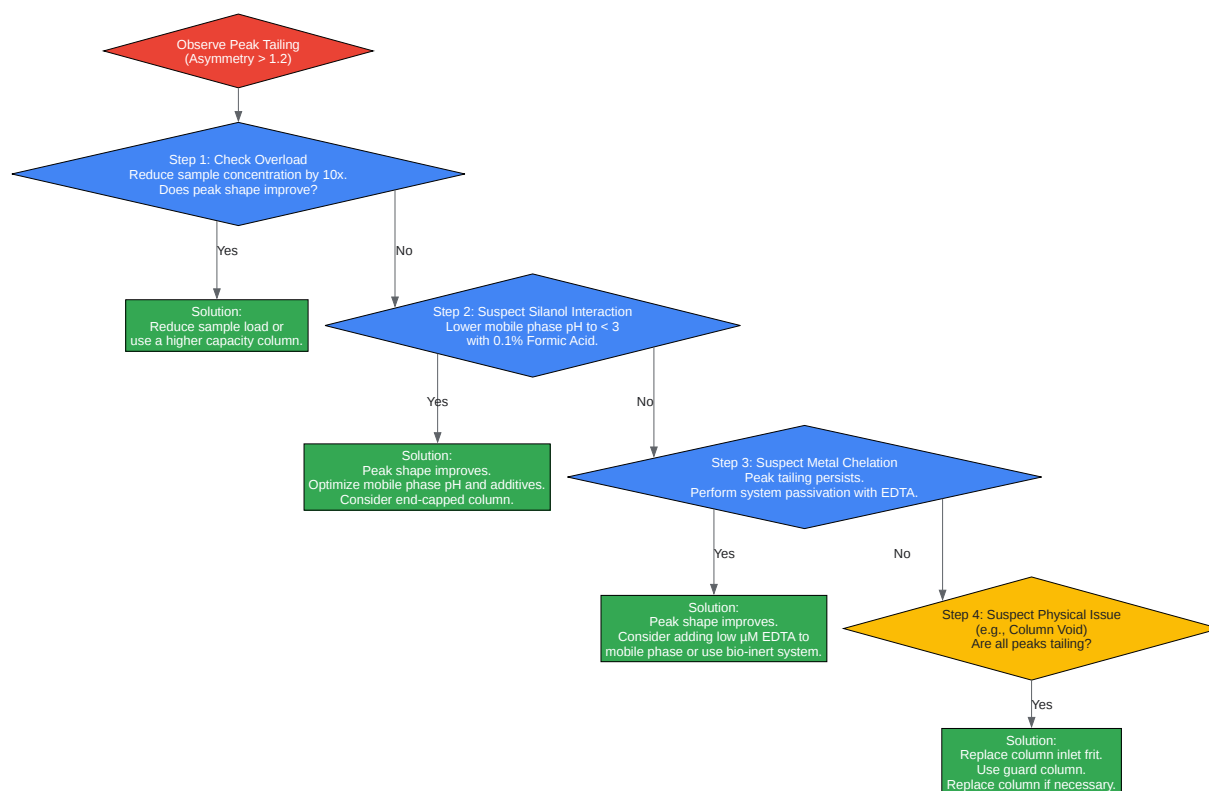 Observe Peak Tailing
(Asymmetry > 1.2)
Step 1: Check Overload
Reduce sample concentration by 10x.
Does peak shape improve?
Yes
No
Solution:
Reduce sample load or
use a higher capacity column.
Step 2: Suspect Silanol Interaction
Lower mobile phase pH to < 3
with 0.1% Formic Acid.
Yes
No
Solution:
Peak shape improves.
Optimize mobile phase pH and additives.
Consider end-capped column.
Step 3: Suspect Metal Chelation
Peak tailing persists.
Perform system passivation with EDTA.
Yes
No
Solution:
Peak shape improves.
Consider adding low µM EDTA to
mobile phase or use bio-inert system.
Step 4: Suspect Physical Issue
(e.g., Column Void)
Are all peaks tailing?
Yes
Solution:
Replace column inlet frit.
Use guard column.
Replace column if necessary.